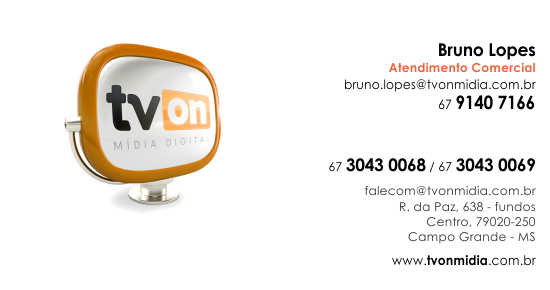 tv on
MÍDIA DIGITAL
Bruno Lopes
Atendimento Comercial
bruno.lopes@tvonmidia.com.br
67 9140 7166
67 3043 0068 / 67 3043 0069
falecom@tvonmidia.com.br
R. da Paz, 638 - fundos
Centro, 79020-250
Campo Grande - MS
www.tvonmidia.com.br